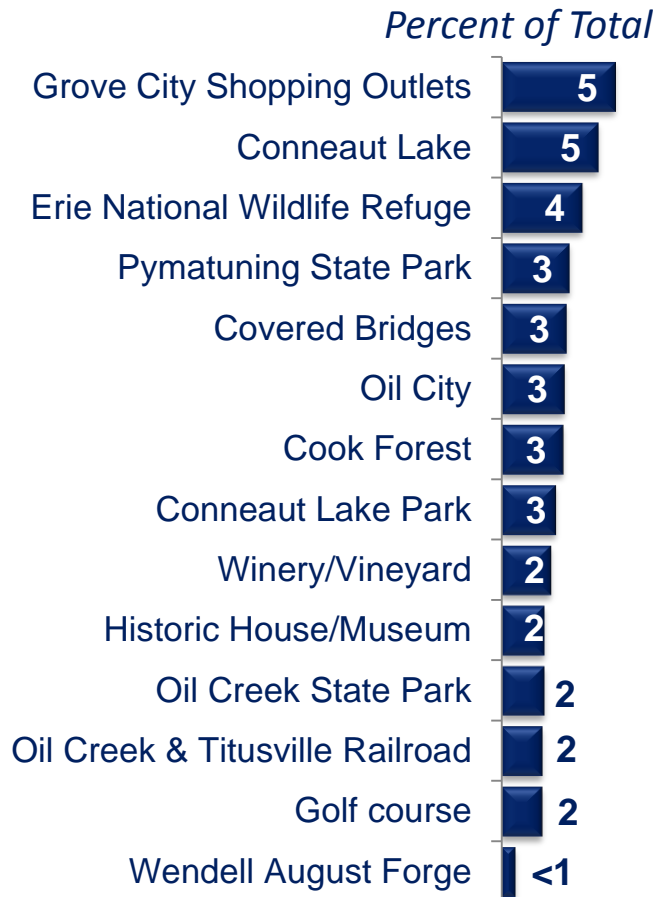 Percent of Total
Grove City Shopping Outlets 5
Conneaut Lake 5
Erie National Wildlife Refuge 4
Pymatuning State Park 3
Covered Bridges 3
Oil City 3
Cook Forest 3
Conneaut Lake Park 3
Winery/Vineyard 2
Historic House/Museum 2
Oil Creek State Park 2
Oil Creek & Titusville Railroad 2
Golf course 2
Wendell August Forge <1